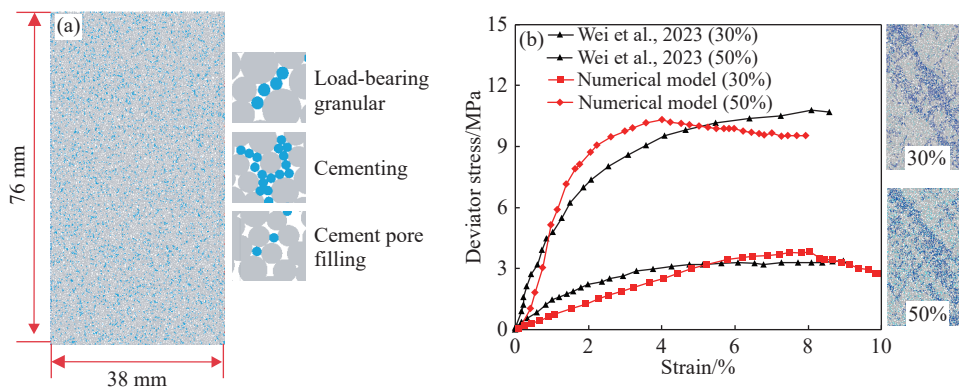 (a)
76 mm
38 mm
Load-bearing
granular
Cementing
Cement pore
filling
(b)
Wei et al., 2023 (30%)
Wei et al., 2023 (50%)
Numerical model (30%)
Numerical model (50%)
Deviator stress/MPa
15
12
9
6
3
0
0 2 4 6 8 10
Strain/%
30%
50%